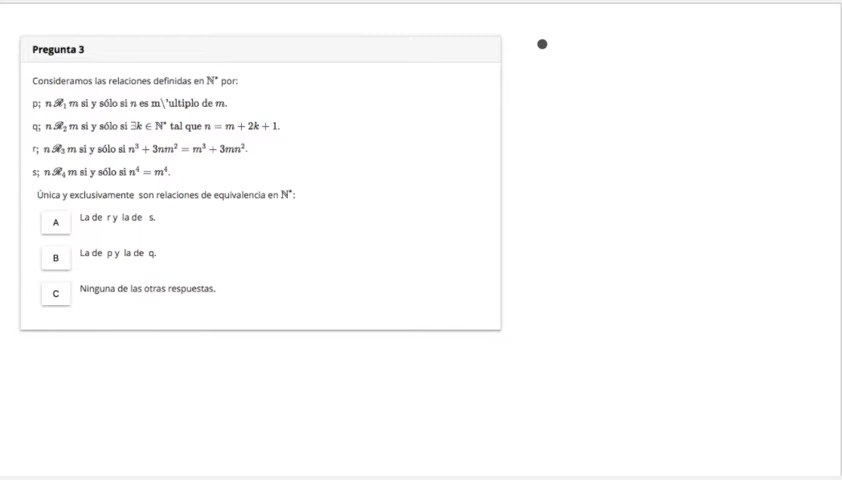 Pregunta 3
Consideramos las relaciones definidas en ℕ* por:
p; n ℛ₁ m si y sólo si n es m\'ultiplo de m.
q; n ℛ₂ m si y sólo si ∃k ∈ ℕ* tal que n = m + 2k + 1.
r; n ℛ₃ m si y sólo si n³ + 3nm² = m³ + 3mn².
s; n ℛ₄ m si y sólo si n⁴ = m⁴.
Única y exclusivamente son relaciones de equivalencia en ℕ*:
A La de r y la de s.
B La de p y la de q.
C Ninguna de las otras respuestas.